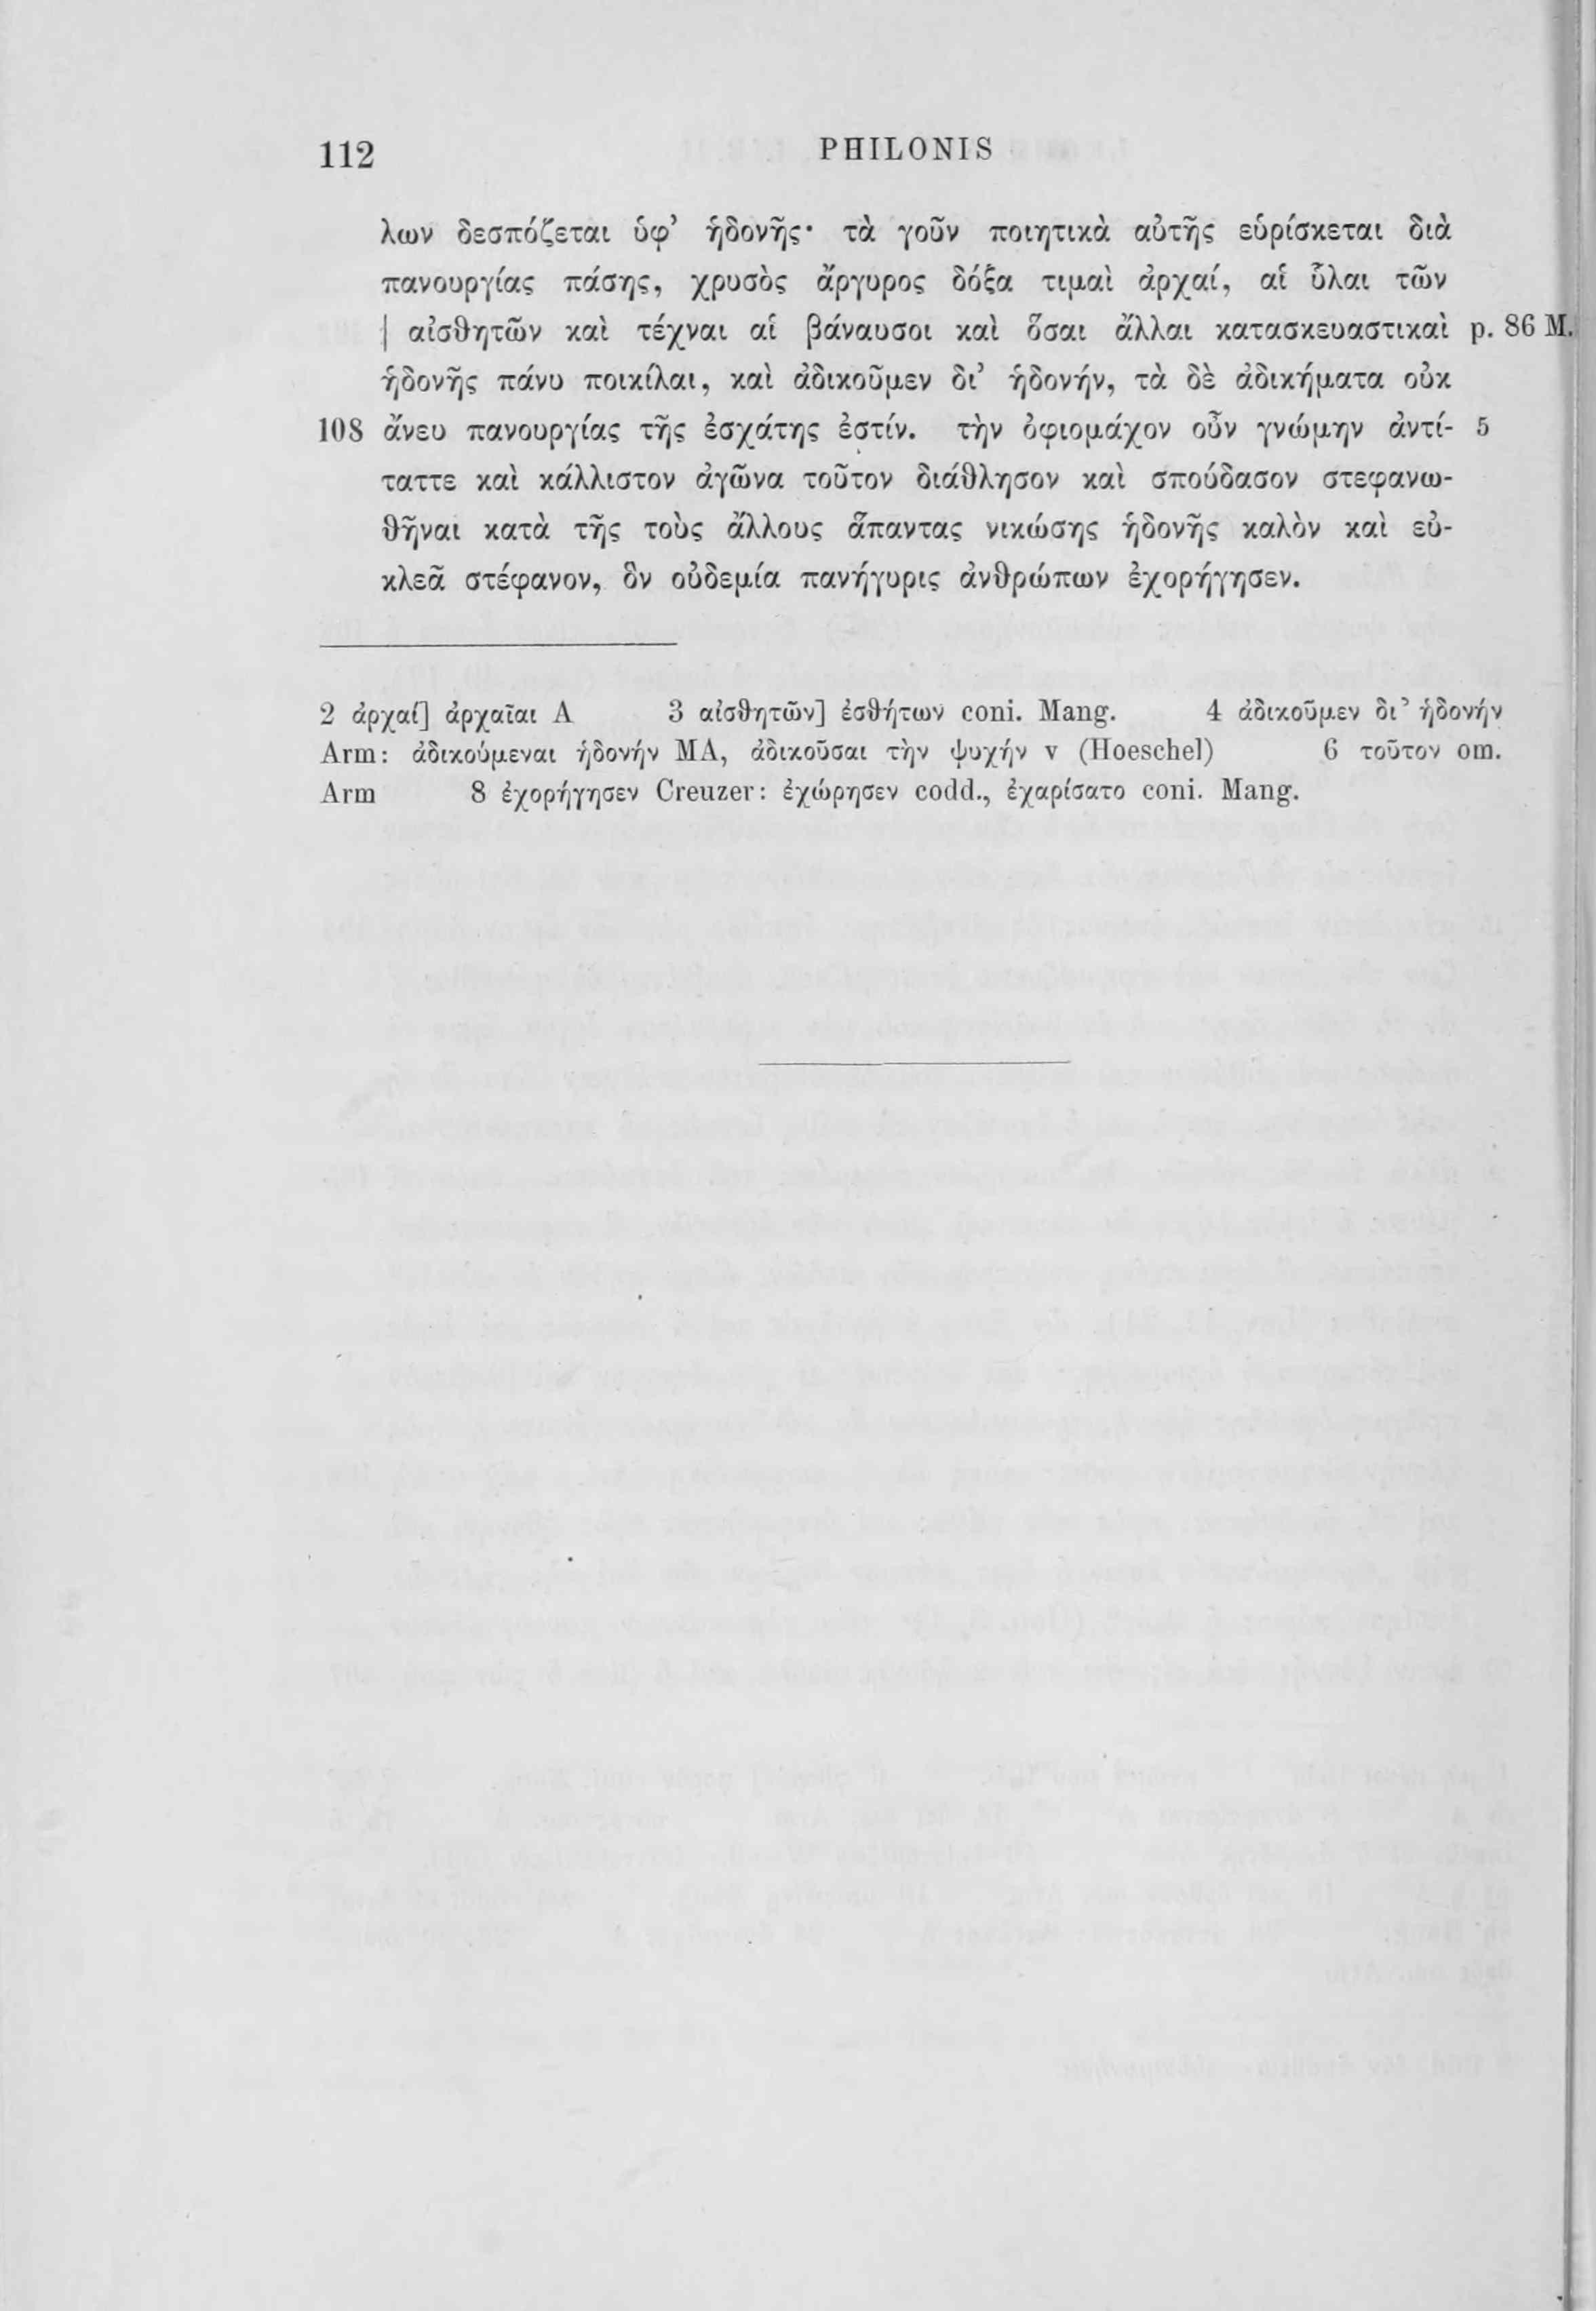 112 PHILONIS
λων δεσπόζεται ὑφ’ ἡδονῆς· τὰ γοῦν ποιητικὰ αὐτῆς εὑρίσκεται διὰ
πανουργίας πάσης, χρυσὸς ἄργυρος δόξα τιμαὶ ἀρχαί, αἱ ὗλαι τῶν
| αἰσθητῶν καὶ τέχναι αἱ βάναυσοι καὶ ὅσαι ἄλλαι κατασκευαστικαὶ p. 86 M.
ἡδονῆς πάνυ ποικίλαι, καὶ ἀδικοῦμεν δι’ ἡδονήν, τὰ δὲ ἀδικήματα οὐκ
108 ἄνευ πανουργίας τῆς ἐσχάτης ἐστίν. τὴν ὀφιομάχον οὖν γνώμην ἀντί- 5
ταττε καὶ κάλλιστον ἀγῶνα τοῦτον διάθλησον καὶ σπούδασον στεφανω-
θῆναι κατὰ τῆς τοὺς ἄλλους ἅπαντας νικώσης ἡδονῆς καλὸν καὶ εὐ-
κλεᾶ στέφανον, ὃν οὐδεμία πανήγυρις ἀνθρώπων ἐχορήγησεν.
2 ἀρχαί] ἀρχαῖαι A 3 αἰσθητῶν] ἐσθήτων coni. Mang. 4 ἀδικοῦμεν δι’ ἡδονήν
Arm: ἀδικούμεναι ἡδονήν MA, ἀδικοῦσαι τὴν ψυχήν v (Hoeschel) 6 τοῦτον om.
Arm 8 ἐχορήγησεν Creuzer: ἐχώρησεν codd., ἐχαρίσατο coni. Mang.